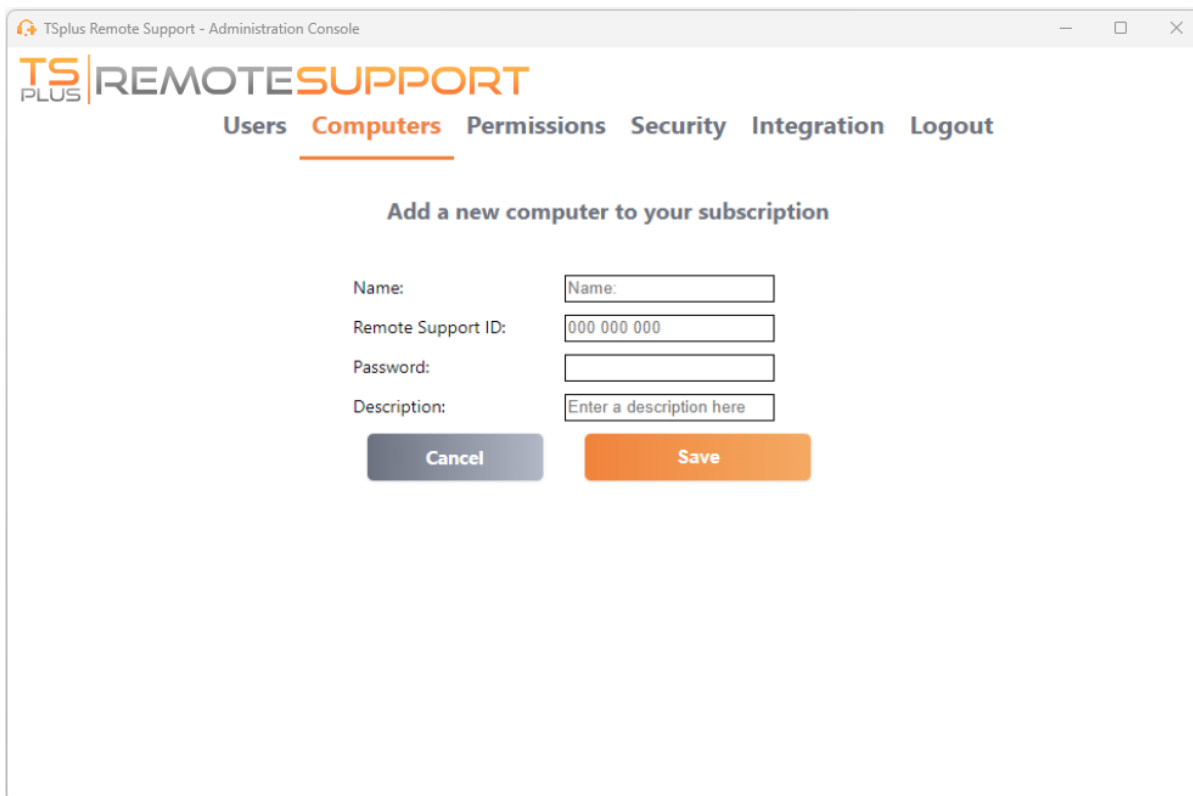 TSplus Remote Support - Administration Console
TS PLUS REMOTESUPPORT
Users Computers Permissions Security Integration Logout
Add a new computer to your subscription
Name: Name:
Remote Support ID: 000 000 000
Password:
Description: Enter a description here
Cancel Save